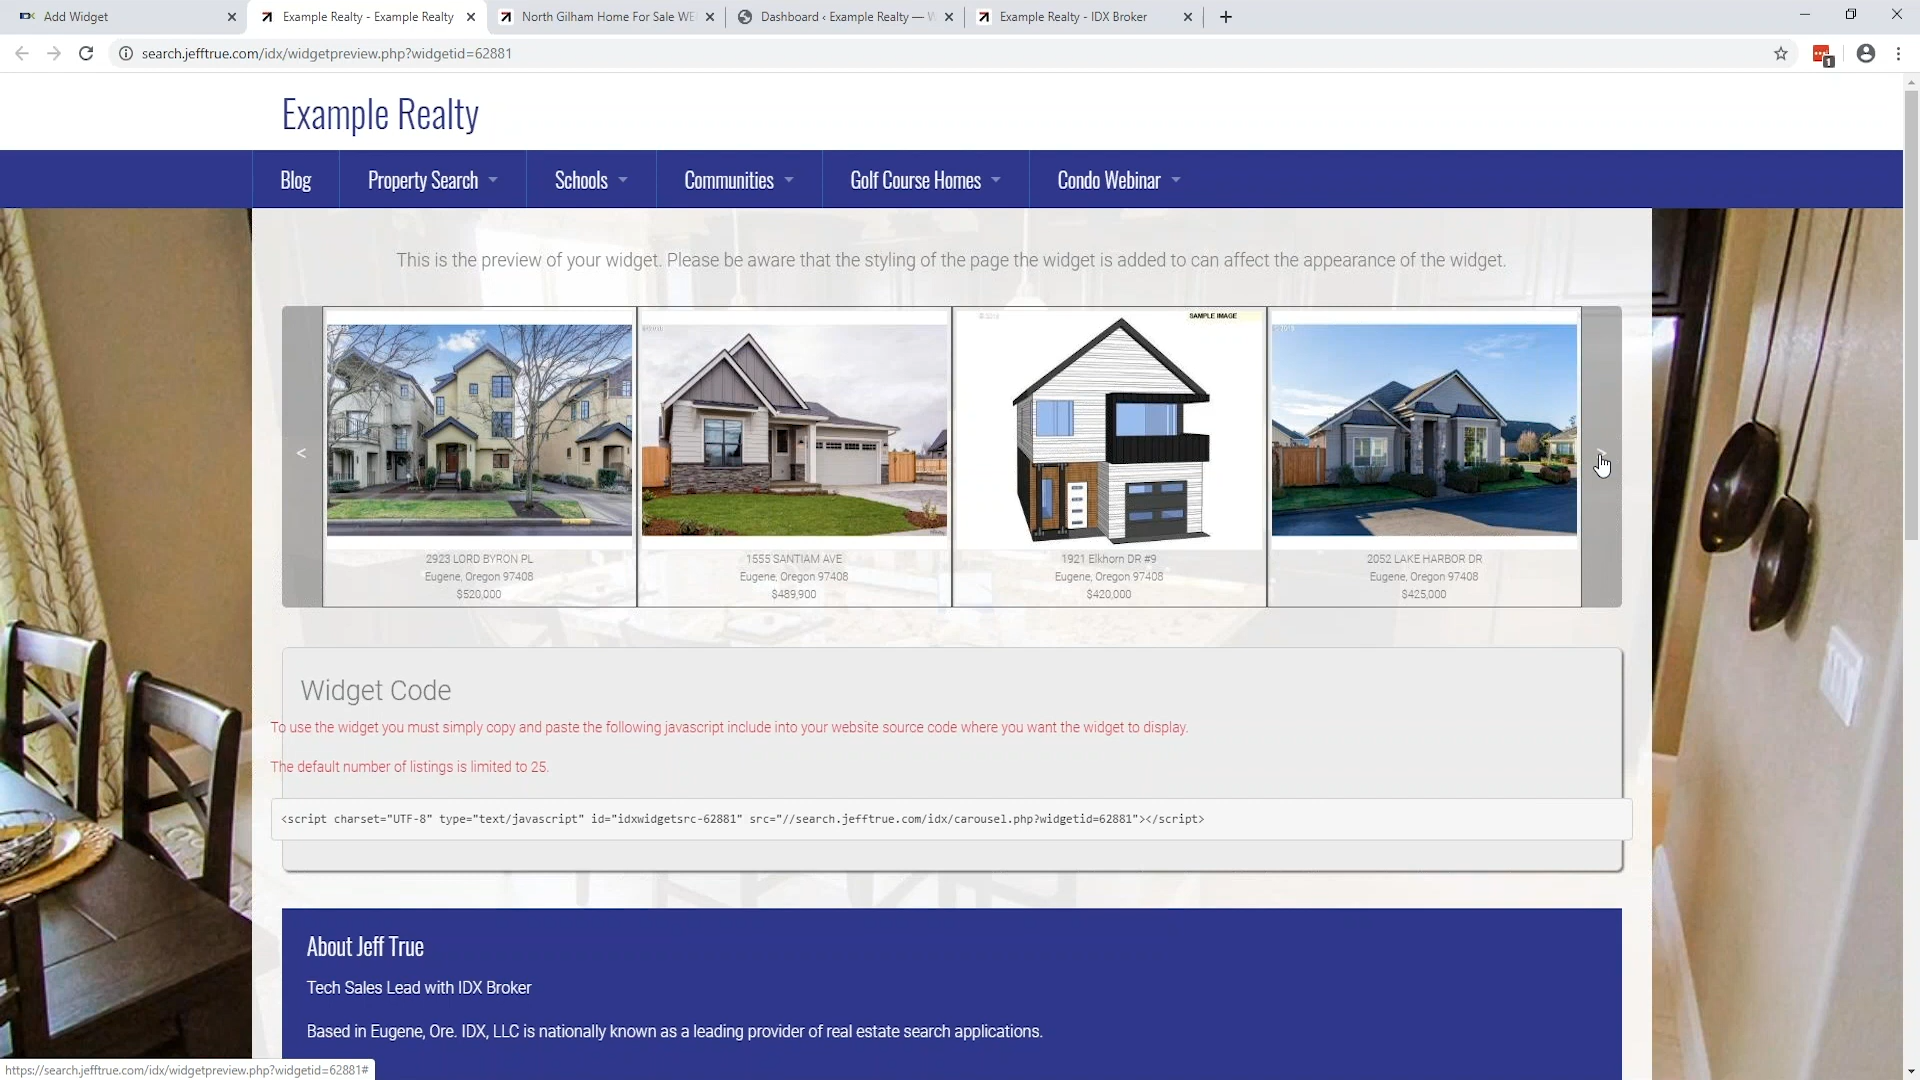 Add Widget
Example Realty - Example Realty
North Gilham Home For Sale WE
Dashboard ‹ Example Realty — W
Example Realty - IDX Broker
search.jefftrue.com/idx/widgetpreview.php?widgetid=62881
1
Example Realty
Blog
Property Search
Schools
Communities
Golf Course Homes
Condo Webinar
This is the preview of your widget. Please be aware that the styling of the page the widget is added to can affect the appearance of the widget.
<
SAMPLE IMAGE
2923 LORD BYRON PL
Eugene, Oregon 97408
$520,000
1555 SANTIAM AVE
Eugene, Oregon 97408
$489,900
1921 Elkhorn DR #9
Eugene, Oregon 97408
$420,000
2052 LAKE HARBOR DR
Eugene, Oregon 97408
$425,000
Widget Code
To use the widget you must simply copy and paste the following javascript include into your website source code where you want the widget to display.
The default number of listings is limited to 25.
<script charset="UTF-8" type="text/javascript" id="idxwidgetsrc-62881" src="//search.jefftrue.com/idx/carousel.php?widgetid=62881"></script>
About Jeff True
Tech Sales Lead with IDX Broker
Based in Eugene, Ore. IDX, LLC is nationally known as a leading provider of real estate search applications.
https://search.jefftrue.com/idx/widgetpreview.php?widgetid=62881#